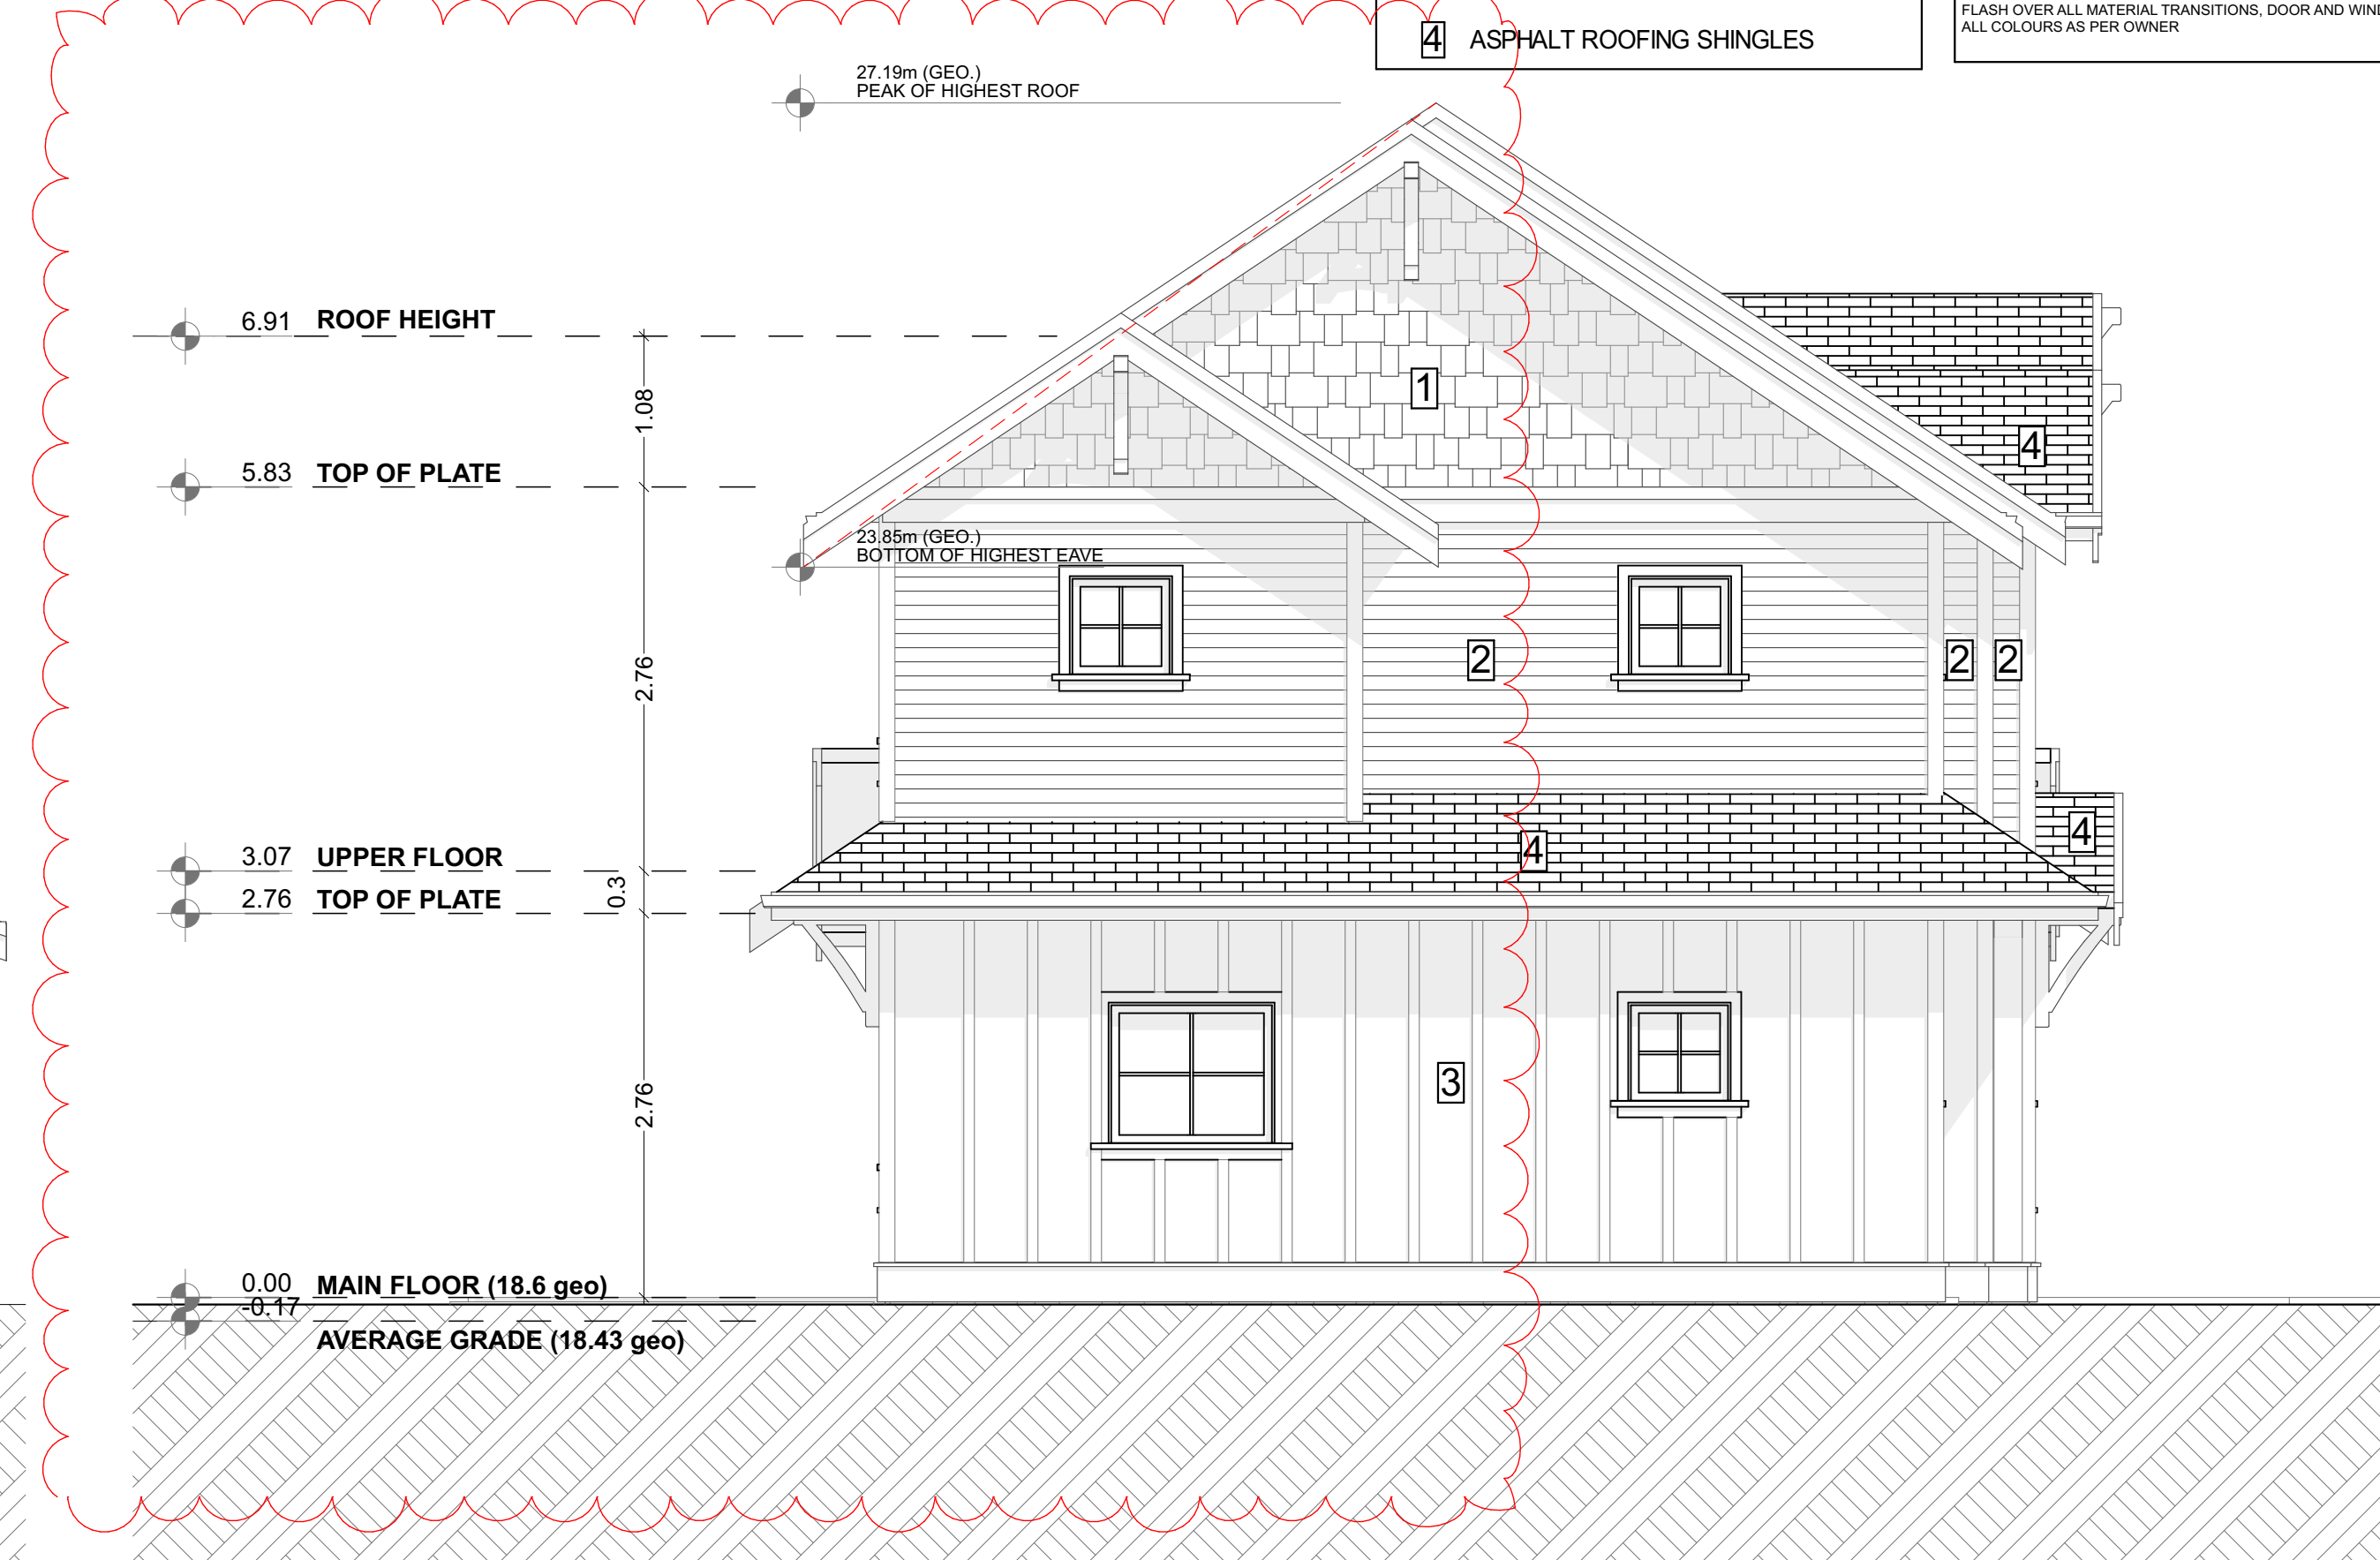 4 ASPHALT ROOFING SHINGLES
FLASH OVER ALL MATERIAL TRANSITIONS, DOOR AND
ALL COLOURS AS PER OWNER
27.19m (GEO.)
PEAK OF HIGHEST ROOF
6.91 ROOF HEIGHT
1.08
1
5.83 TOP OF PLATE
4
23.85m (GEO.)
BOTTOM OF HIGHEST EAVE
2.76
2
2
2
3.07 UPPER FLOOR
4
4
0.3
2.76 TOP OF PLATE
2.76
3
0.00 MAIN FLOOR (18.6 geo)
-0.17
AVERAGE GRADE (18.43 geo)